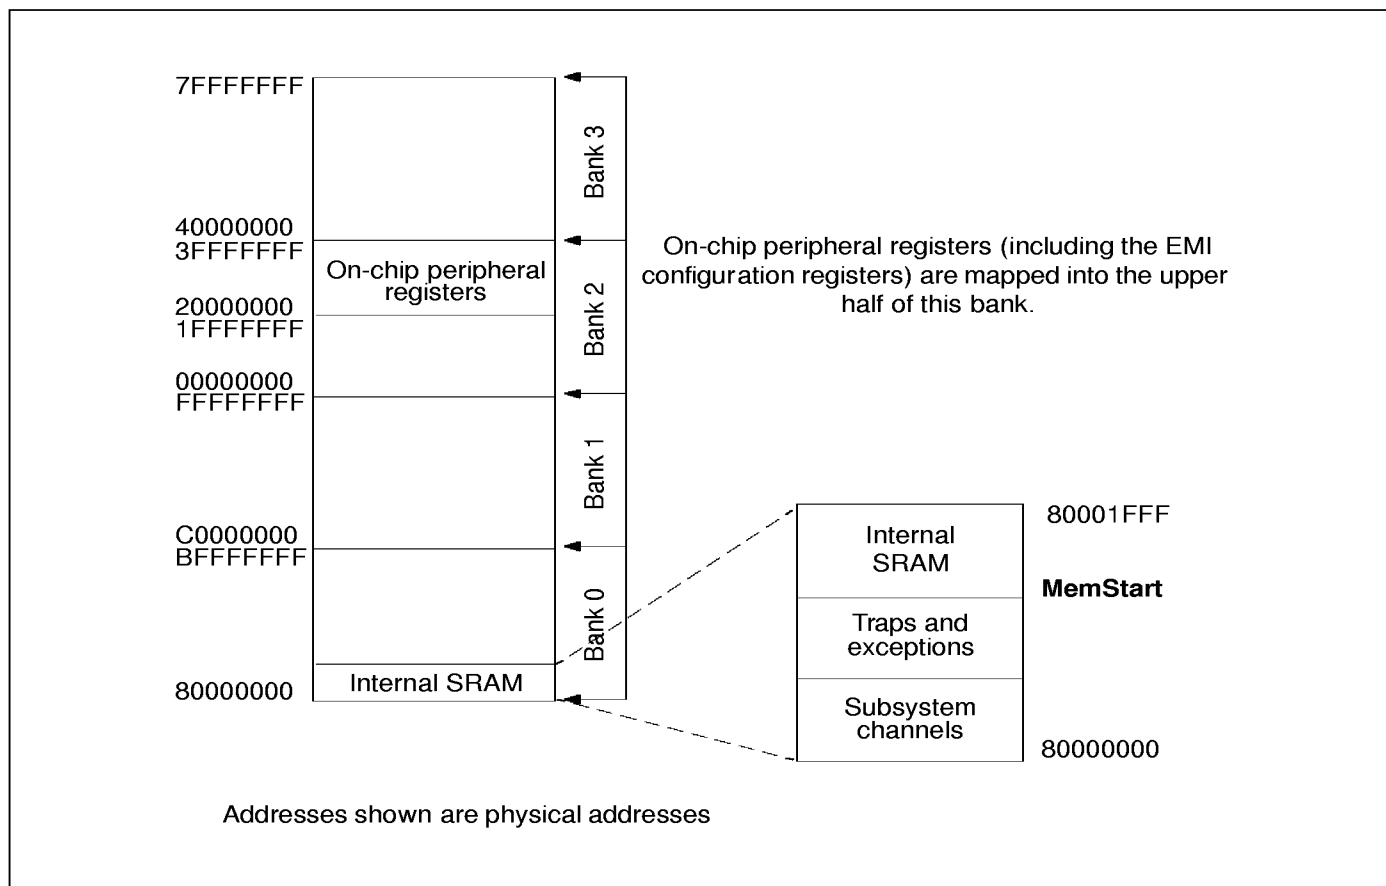 7FFFFFFF
Bank 3
40000000
3FFFFFFF
On-chip peripheral
registers
20000000
1FFFFFFF
Bank 2
On-chip peripheral registers (including the EMI
configuration registers) are mapped into the upper
half of this bank.
00000000
FFFFFFFF
Bank 1
C0000000
BFFFFFFF
Bank 0
Internal SRAM
80000000
80001FFF
Internal
SRAM
MemStart
Traps and
exceptions
Subsystem
channels
80000000
Addresses shown are physical addresses